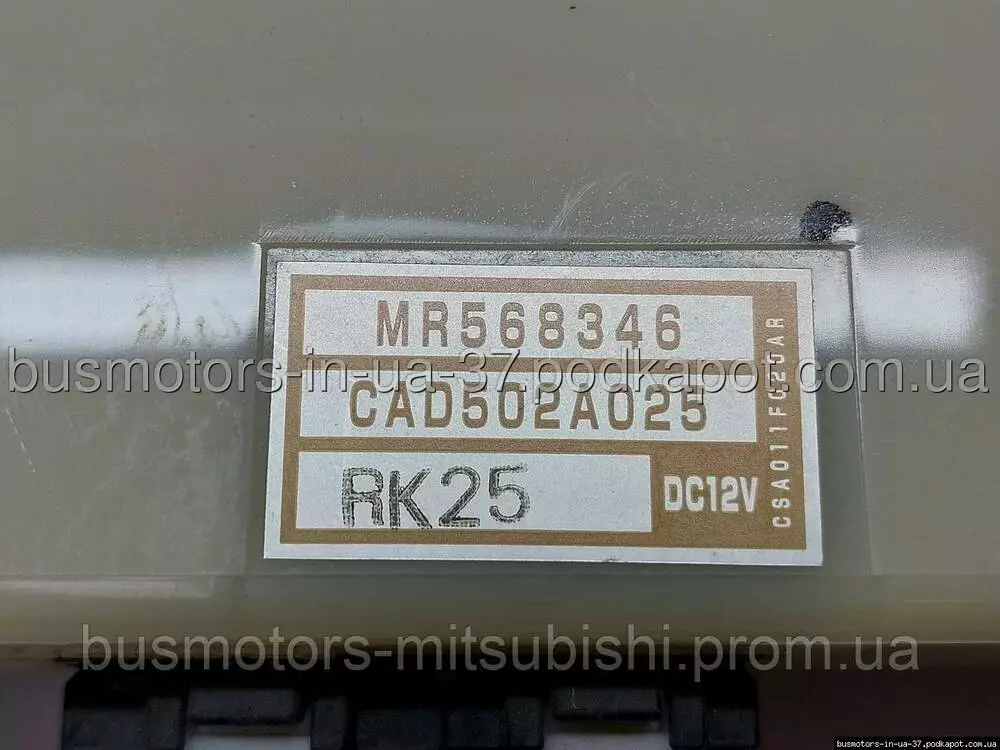 MR568346
busmotors-in-ua-37.podkapot.com.ua
CAD502A025
RK25
DC12V
CSA011FC20AR
busmotors-mitsubishi.prom.ua
busmotors-in-ua-37.podkapot.com.ua